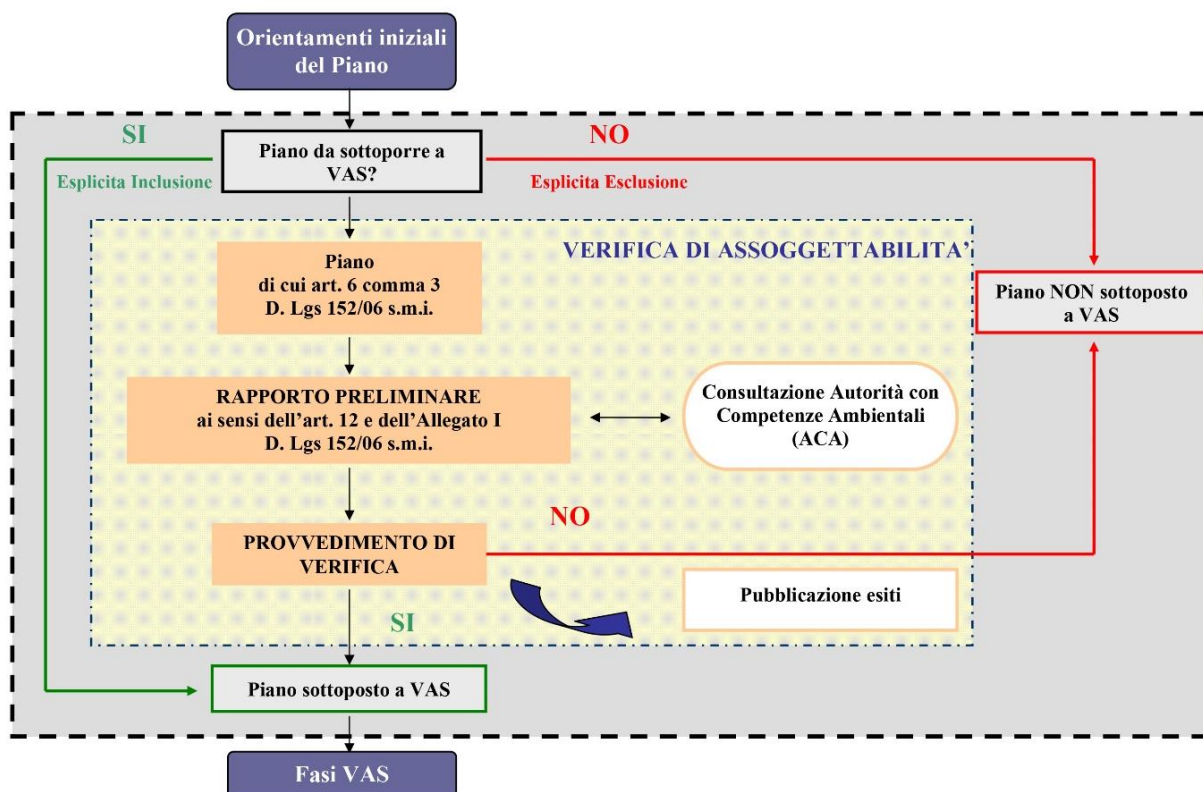 Orientamenti iniziali
del Piano
SI
NO
Piano da sottoporre a
VAS?
Esplicita Inclusione
Esplicita Esclusione
VERIFICA DI ASSOGGETTABILITA’
Piano
di cui art. 6 comma 3
D. Lgs 152/06 s.m.i.
Piano NON sottoposto
a VAS
RAPPORTO PRELIMINARE
ai sensi dell’art. 12 e dell’Allegato I
D. Lgs 152/06 s.m.i.
Consultazione Autorità con
Competenze Ambientali
(ACA)
NO
PROVVEDIMENTO DI
VERIFICA
Pubblicazione esiti
SI
Piano sottoposto a VAS
Fasi VAS